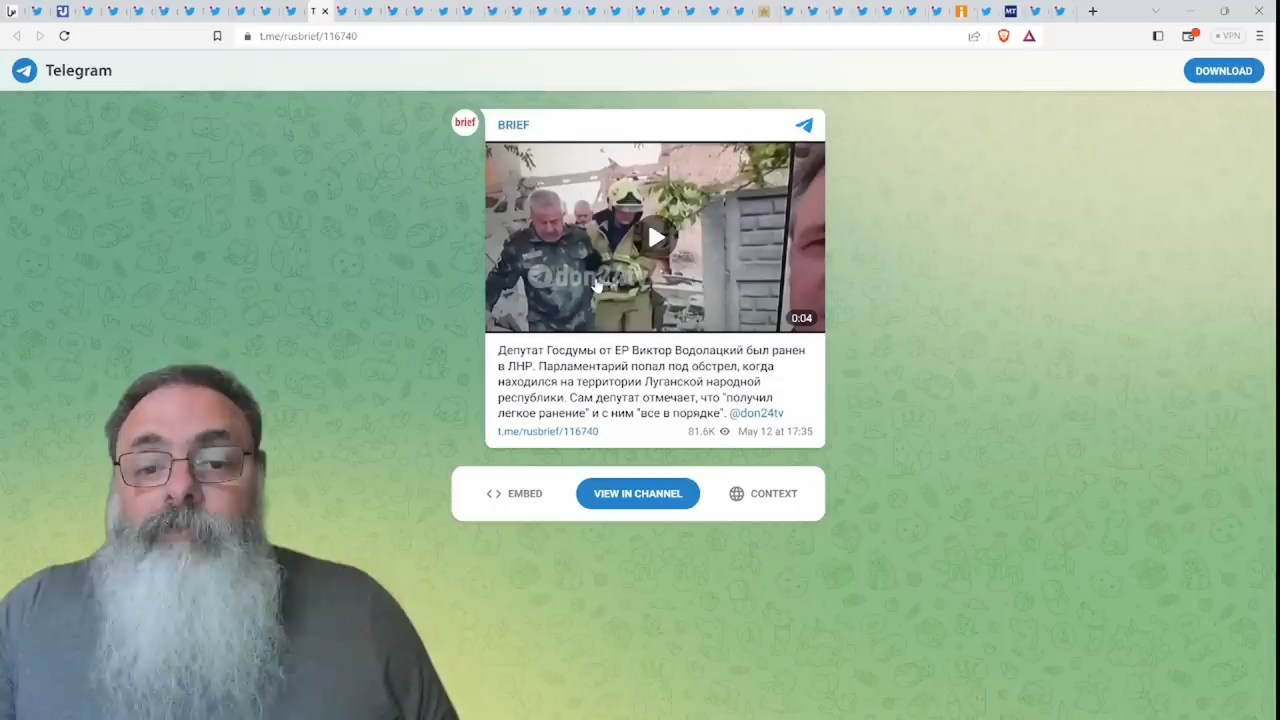 t.me/rusbrief/116740
VPN
Telegram
DOWNLOAD
brief
BRIEF
0:04
Депутат Госдумы от ЕР Виктор Водолацкий был ранен
в ЛНР. Парламентарий попал под обстрел, когда
находился на территории Луганской народной
республики. Сам депутат отмечает, что "получил
легкое ранение" и с ним "все в порядке". @don24tv
t.me/rusbrief/116740 81.6K May 12 at 17:35
EMBED
VIEW IN CHANNEL
CONTEXT